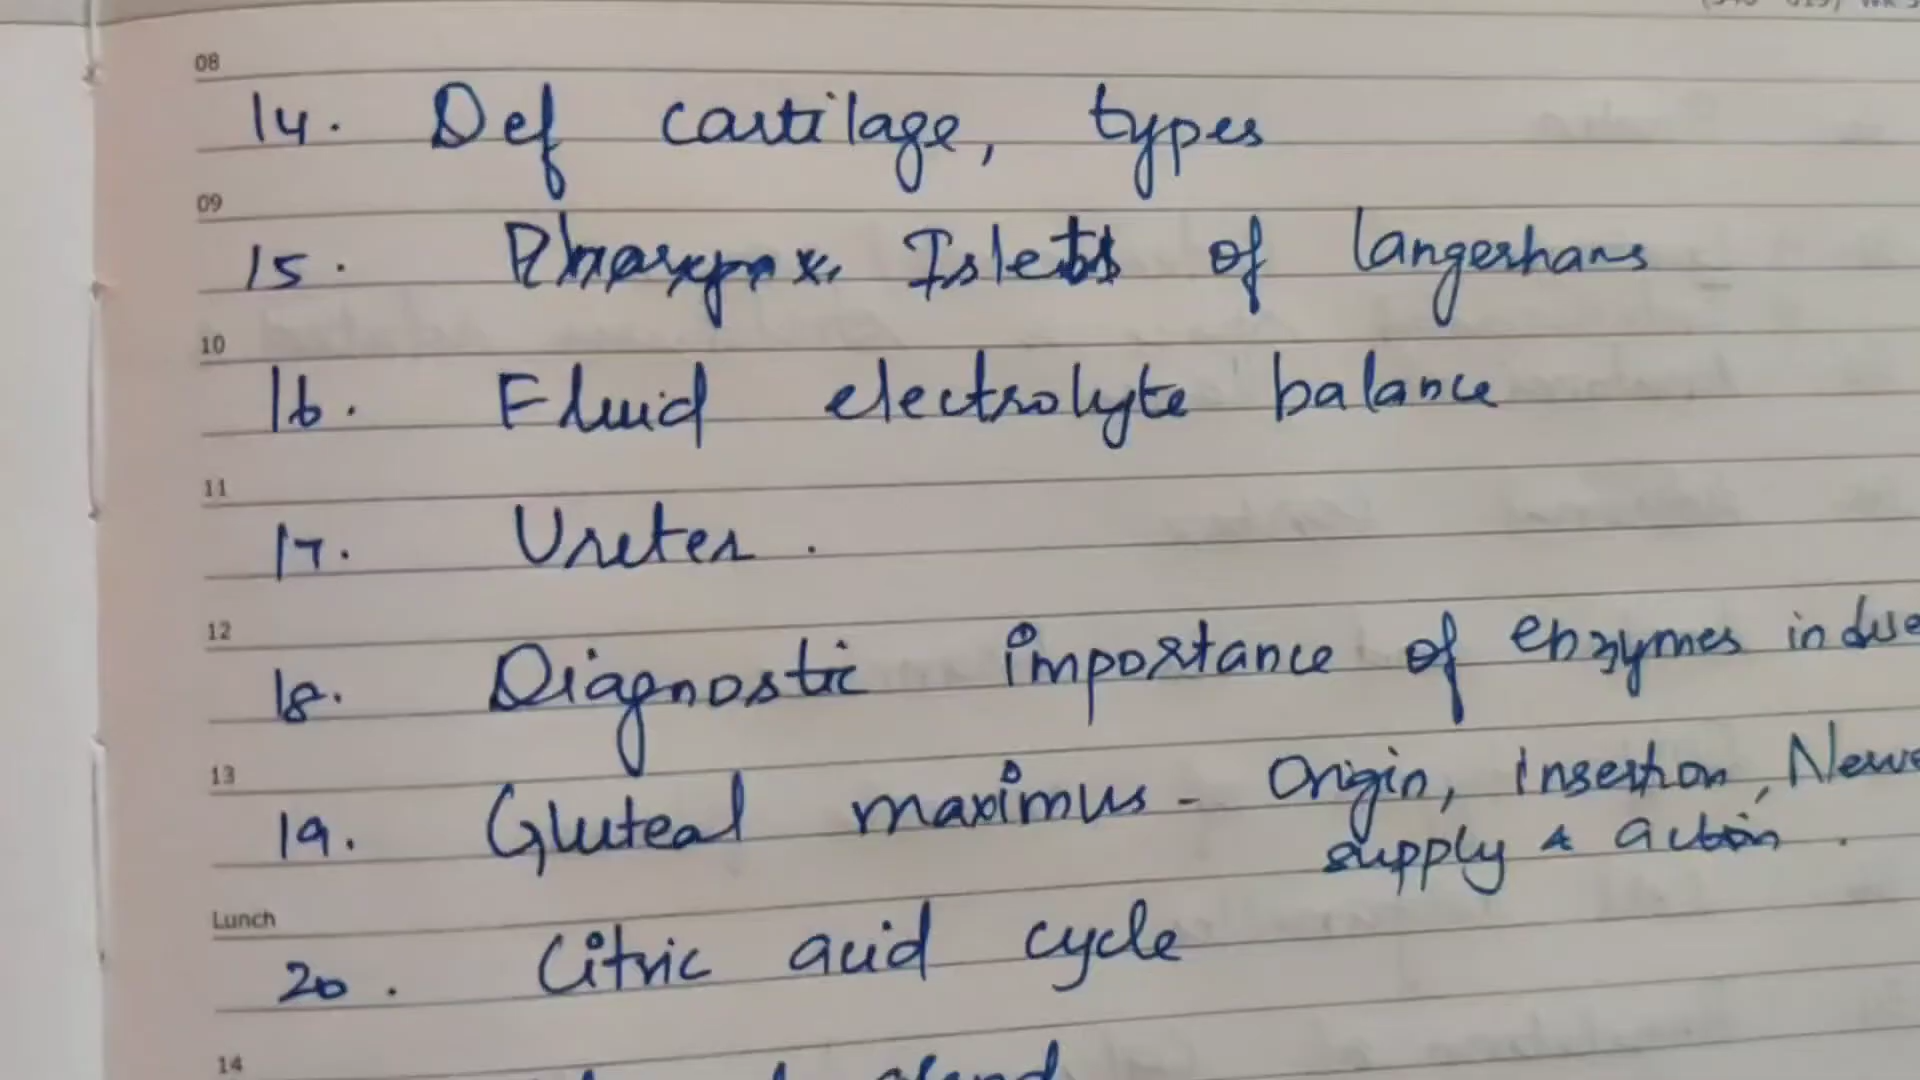 08
14. Def cartilage, types
09
15. Pharynx. Islets of langerhans
10
16. Fluid electrolyte balance
11
17. Ureter.
12
18. Diagnostic importance of enzymes in
13
19. Gluteal maximus - Origin, Insertion,
supply & action.
Lunch
20. Citric acid cycle
14
gland